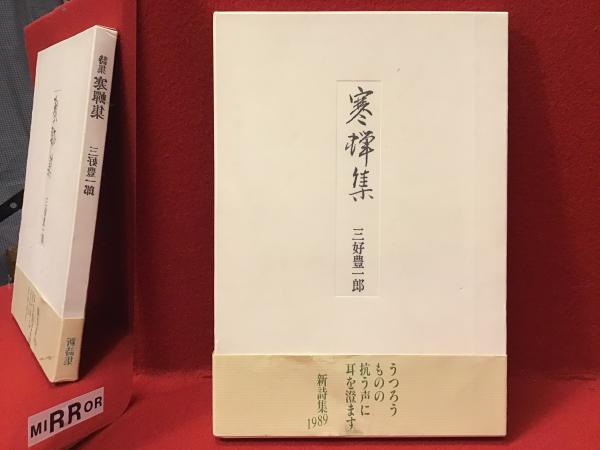 寒蟬集
三好豊一郎
うつろう
ものの
抗う声に
耳を澄ます
新詩集
1989
詩集 寒蟬集 三好豊一郎
MIRROR